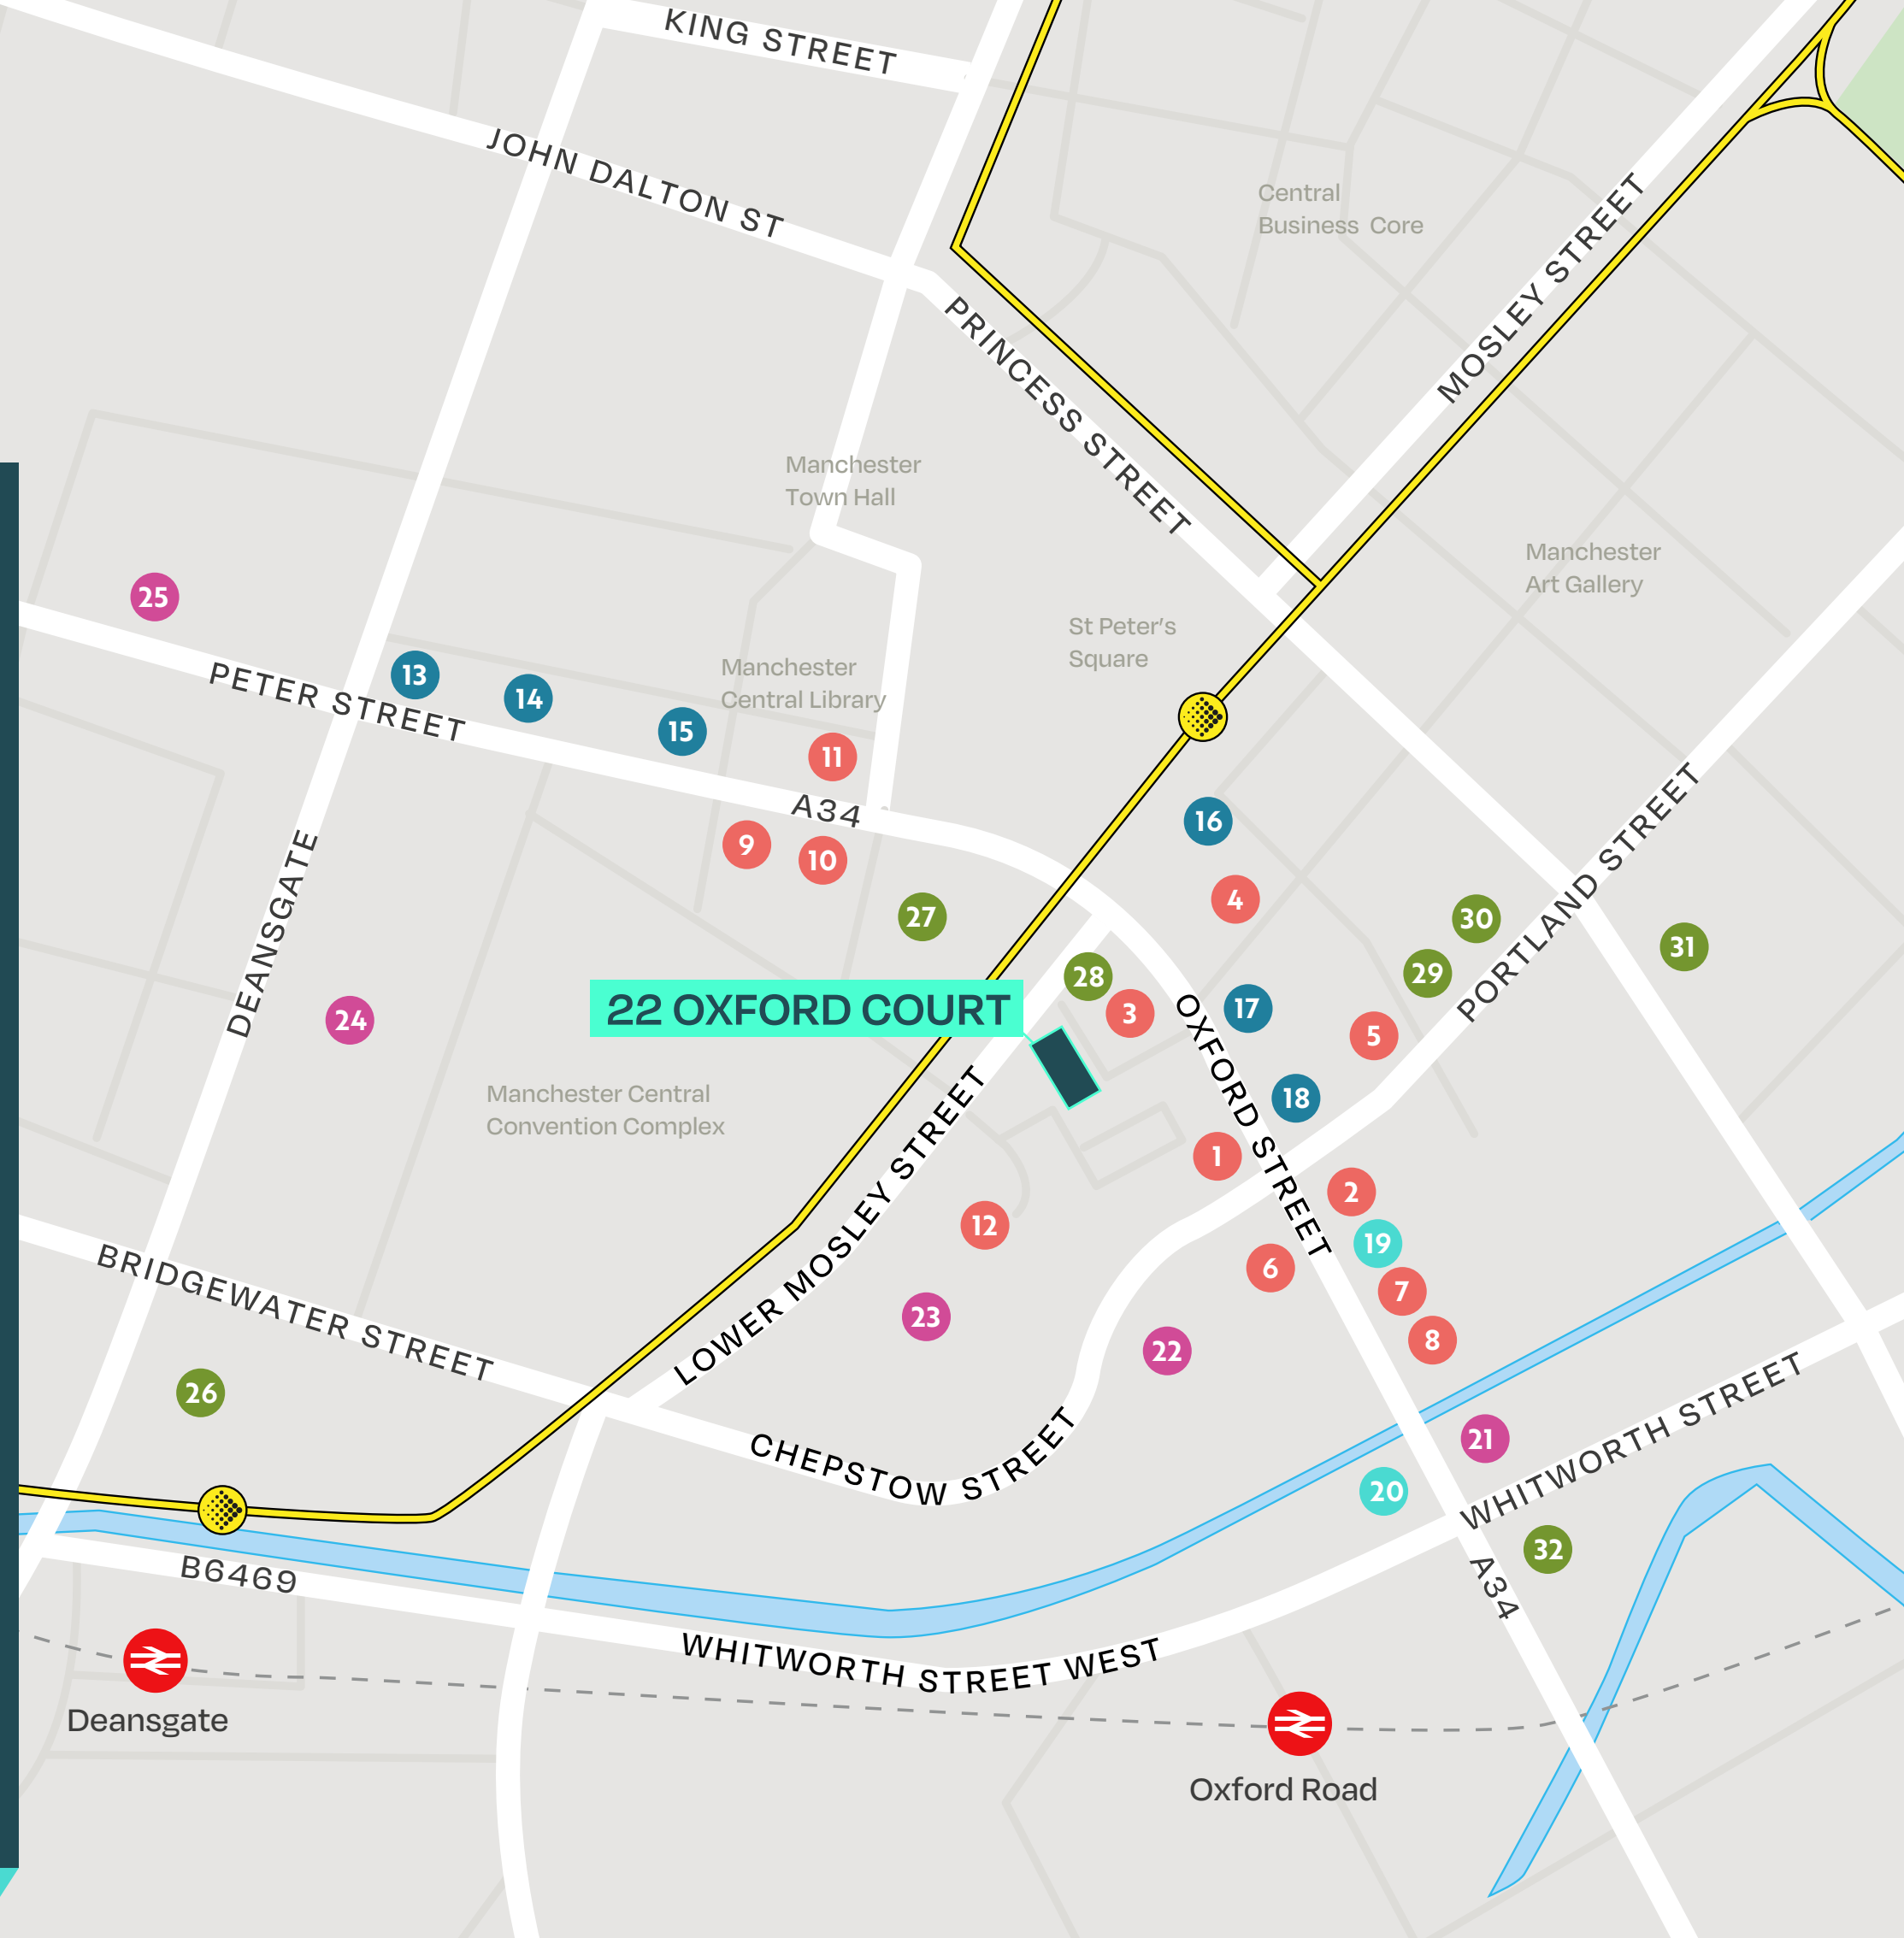 KING STREET
JOHN DALTON ST
Central
Business Core
MOSLEY STREET
PRINCESS STREET
Manchester
Town Hall
Manchester
Art Gallery
25
St Peter's
Square
13
PETER STREET
14
15
Manchester
Central Library
11
A34
16
9
10
4
DEANSGATE
27
30
31
PORTLAND STREET
28
29
24
22 OXFORD COURT
3
17
5
OXFORD STREET
Manchester Central
Convention Complex
18
1
2
LOWER MOSLEY STREET
12
19
BRIDGEWATER STREET
6
7
23
22
8
26
CHEPSTOW STREET
21
WHITWORTH STREET
20
32
B6469
A34
WHITWORTH STREET WEST
Deansgate
Oxford Road